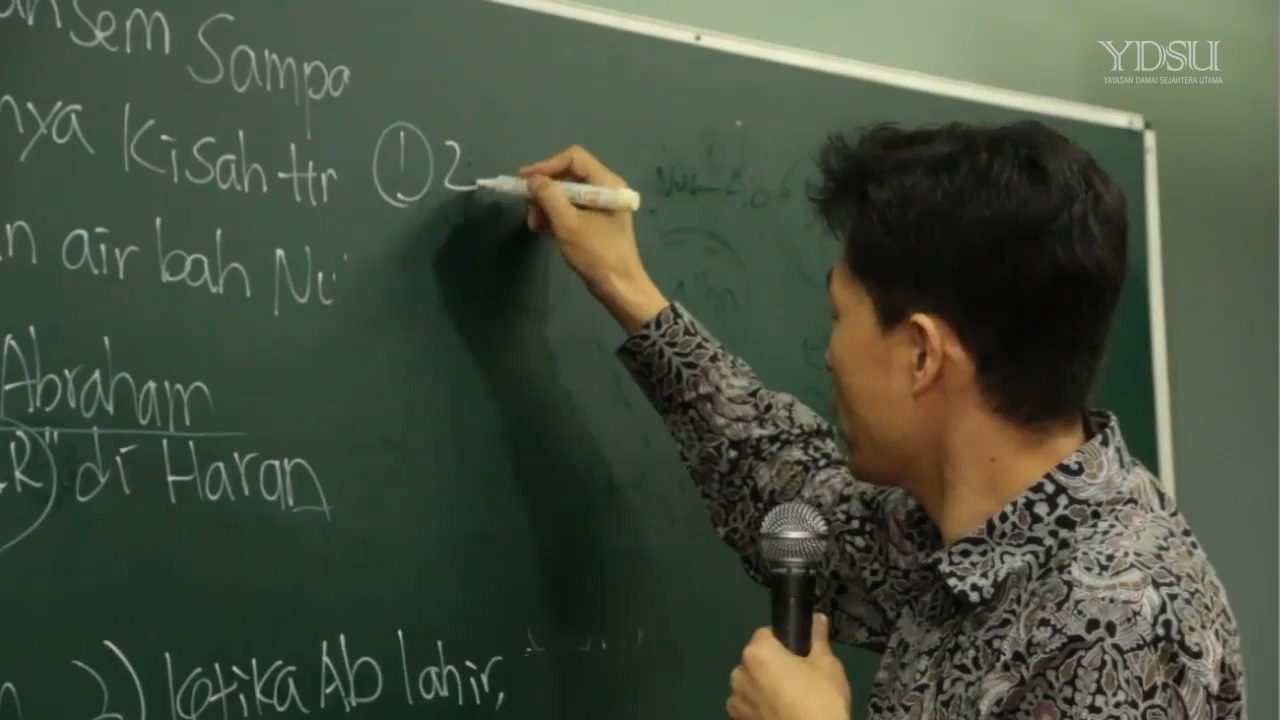 YDSU
YAYASAN DAMAI SEJAHTERA UTAMA
Sem Sampa
nya Kisah ttr ① 2
n air bah Nu
Abraham
R)" di Haran
2) Ketika Ab lahir,